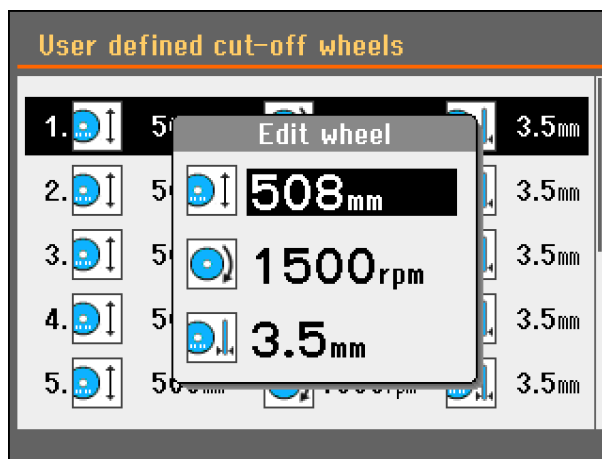 User defined cut-off wheels
1. 3.5mm
Edit wheel
508mm
2. 3.5mm
1500rpm
3. 3.5mm
3.5mm
4. 3.5mm
5. 3.5mm